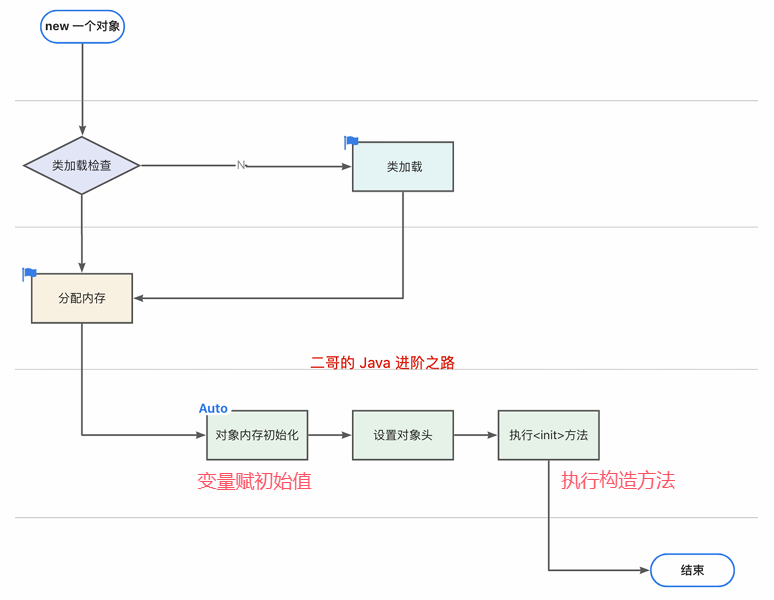 new 一个对象
类加载检查
N
类加载
分配内存
二哥的 Java 进阶之路
Auto
对象内存初始化
设置对象头
执行<init>方法
变量赋初始值
执行构造方法
结束